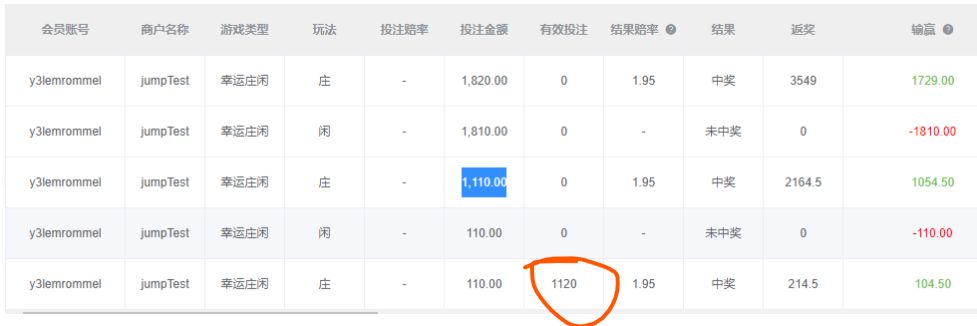 会员账号 商户名称 游戏类型 玩法 投注赔率 投注金额 有效投注 结果赔率 ? 结果 返奖 输赢 ?
y3lemrommel jumpTest 幸运庄闲 庄 - 1,820.00 0 1.95 中奖 3549 1729.00
y3lemrommel jumpTest 幸运庄闲 闲 - 1,810.00 0 - 未中奖 0 -1810.00
y3lemrommel jumpTest 幸运庄闲 庄 - 1,110.00 0 1.95 中奖 2164.5 1054.50
y3lemrommel jumpTest 幸运庄闲 闲 - 110.00 0 - 未中奖 0 -110.00
y3lemrommel jumpTest 幸运庄闲 庄 - 110.00 1120 1.95 中奖 214.5 104.50